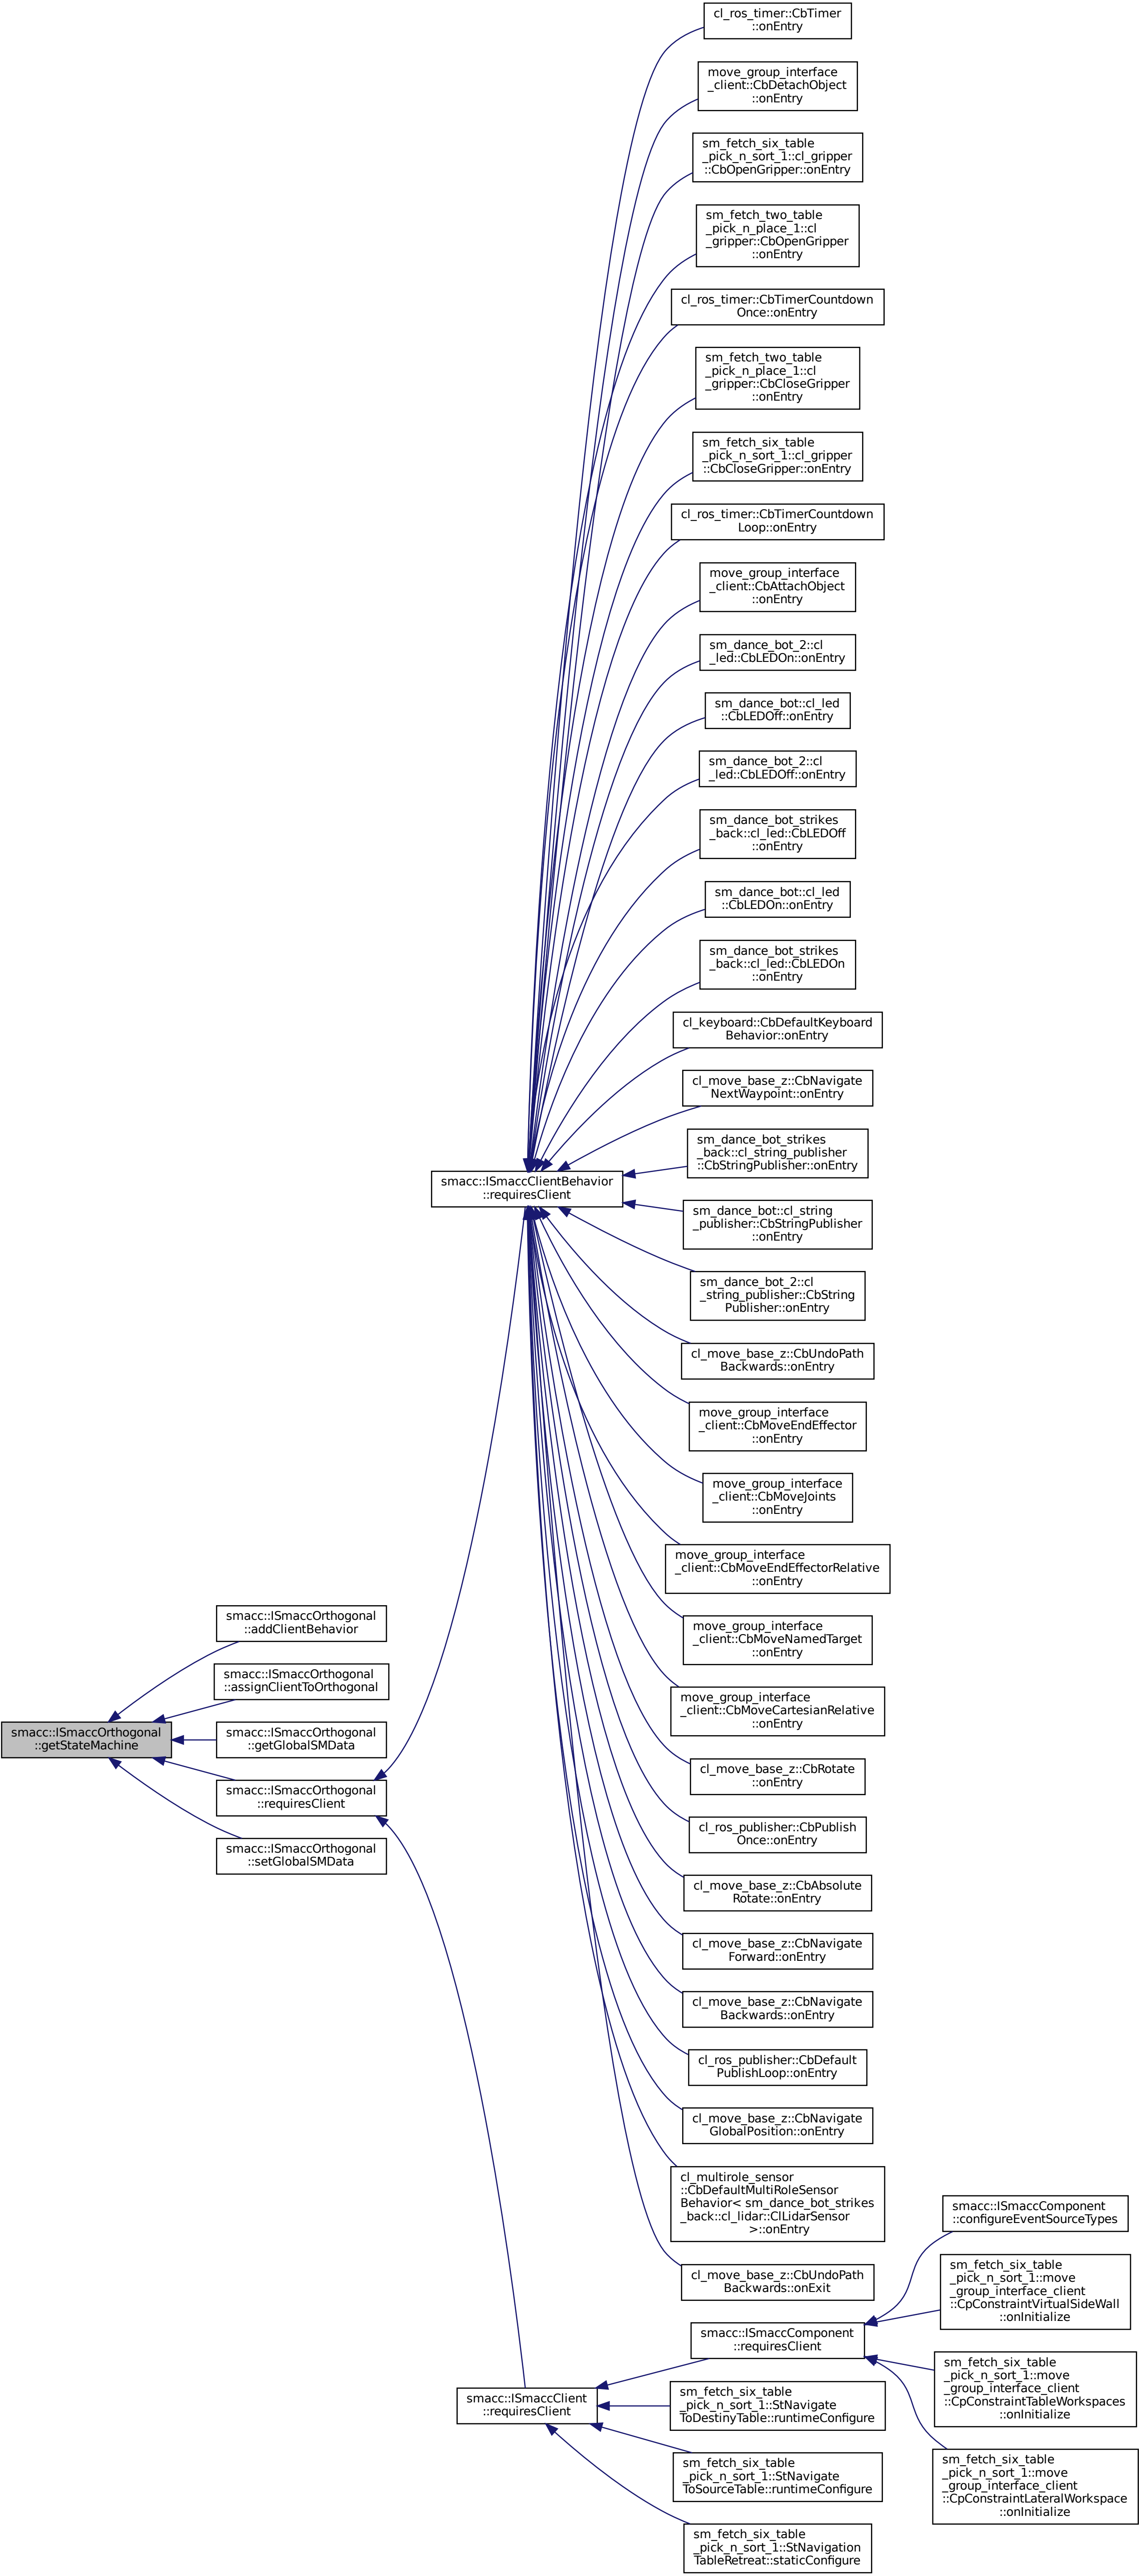 cl_ros_timer::CbTimer
::onEntry
move_group_interface
_client::CbDetachObject
::onEntry
sm_fetch_six_table
_pick_n_sort_1::cl_gripper
::CbOpenGripper::onEntry
sm_fetch_two_table
_pick_n_place_1::cl
_gripper::CbOpenGripper
::onEntry
cl_ros_timer::CbTimerCountdown
Once::onEntry
sm_fetch_two_table
_pick_n_place_1::cl
_gripper::CbCloseGripper
::onEntry
sm_fetch_six_table
_pick_n_sort_1::cl_gripper
::CbCloseGripper::onEntry
cl_ros_timer::CbTimerCountdown
Loop::onEntry
move_group_interface
_client::CbAttachObject
::onEntry
sm_dance_bot_2::cl
_led::CbLEDOn::onEntry
sm_dance_bot::cl_led
::CbLEDOff::onEntry
sm_dance_bot_2::cl
_led::CbLEDOff::onEntry
sm_dance_bot_strikes
_back::cl_led::CbLEDOff
::onEntry
sm_dance_bot::cl_led
::CbLEDOn::onEntry
sm_dance_bot_strikes
_back::cl_led::CbLEDOn
::onEntry
cl_keyboard::CbDefaultKeyboard
Behavior::onEntry
cl_move_base_z::CbNavigate
NextWaypoint::onEntry
sm_dance_bot_strikes
_back::cl_string_publisher
::CbStringPublisher::onEntry
smacc::ISmaccClientBehavior
::requiresClient
sm_dance_bot::cl_string
_publisher::CbStringPublisher
::onEntry
sm_dance_bot_2::cl
_string_publisher::CbString
Publisher::onEntry
cl_move_base_z::CbUndoPath
Backwards::onEntry
move_group_interface
_client::CbMoveEndEffector
::onEntry
move_group_interface
_client::CbMoveJoints
::onEntry
move_group_interface
_client::CbMoveEndEffectorRelative
::onEntry
move_group_interface
_client::CbMoveNamedTarget
::onEntry
move_group_interface
_client::CbMoveCartesianRelative
::onEntry
smacc::ISmaccOrthogonal
::addClientBehavior
smacc::ISmaccOrthogonal
::assignClientToOrthogonal
smacc::ISmaccOrthogonal
::getStateMachine
smacc::ISmaccOrthogonal
::getGlobalSMData
smacc::ISmaccOrthogonal
::requiresClient
smacc::ISmaccOrthogonal
::setGlobalSMData
cl_move_base_z::CbRotate
::onEntry
cl_ros_publisher::CbPublish
Once::onEntry
cl_move_base_z::CbAbsolute
Rotate::onEntry
cl_move_base_z::CbNavigate
Forward::onEntry
cl_move_base_z::CbNavigate
Backwards::onEntry
cl_ros_publisher::CbDefault
PublishLoop::onEntry
cl_move_base_z::CbNavigate
GlobalPosition::onEntry
cl_multirole_sensor
::CbDefaultMultiRoleSensor
Behavior< sm_dance_bot_strikes
_back::cl_lidar::ClLidarSensor
>::onEntry
cl_move_base_z::CbUndoPath
Backwards::onExit
smacc::ISmaccComponent
::requiresClient
smacc::ISmaccComponent
::configureEventSourceTypes
sm_fetch_six_table
_pick_n_sort_1::move
_group_interface_client
::CpConstraintVirtualSideWall
::onInitialize
sm_fetch_six_table
_pick_n_sort_1::move
_group_interface_client
::CpConstraintTableWorkspaces
::onInitialize
sm_fetch_six_table
_pick_n_sort_1::move
_group_interface_client
::CpConstraintLateralWorkspace
::onInitialize
smacc::ISmaccClient
::requiresClient
sm_fetch_six_table
_pick_n_sort_1::StNavigate
ToDestinyTable::runtimeConfigure
sm_fetch_six_table
_pick_n_sort_1::StNavigate
ToSourceTable::runtimeConfigure
sm_fetch_six_table
_pick_n_sort_1::StNavigation
TableRetreat::staticConfigure